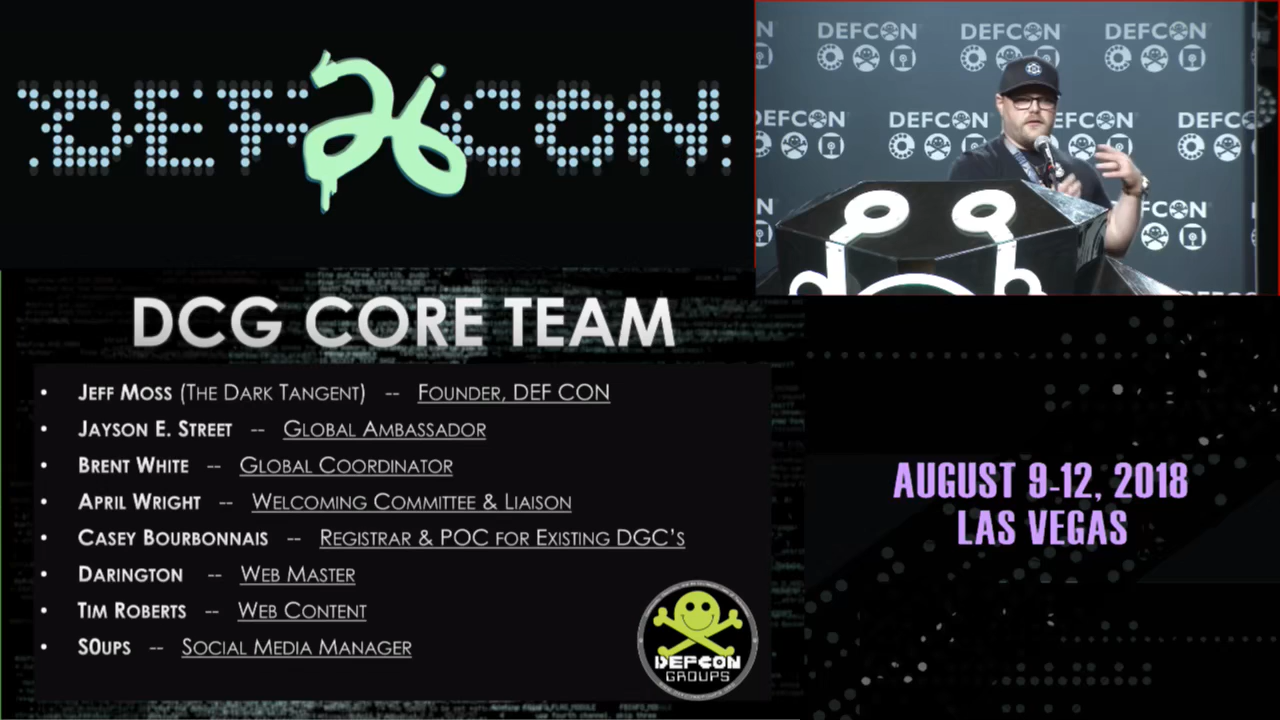 DEF 26 CON
DEFCON DEFCON DEFCON
DEFCON DEFCON EFCON DEFC
FCON
DCG CORE TEAM
• JEFF MOSS (THE DARK TANGENT) -- FOUNDER, DEF CON
• JAYSON E. STREET -- GLOBAL AMBASSADOR
• BRENT WHITE -- GLOBAL COORDINATOR
• APRIL WRIGHT -- WELCOMING COMMITTEE & LIAISON
• CASEY BOURBONNAIS -- REGISTRAR & POC FOR EXISTING DGC'S
• DARINGTON -- WEB MASTER
• TIM ROBERTS -- WEB CONTENT
• S0UPS -- SOCIAL MEDIA MANAGER
DEFCON
GROUPS
AUGUST 9-12, 2018
LAS VEGAS